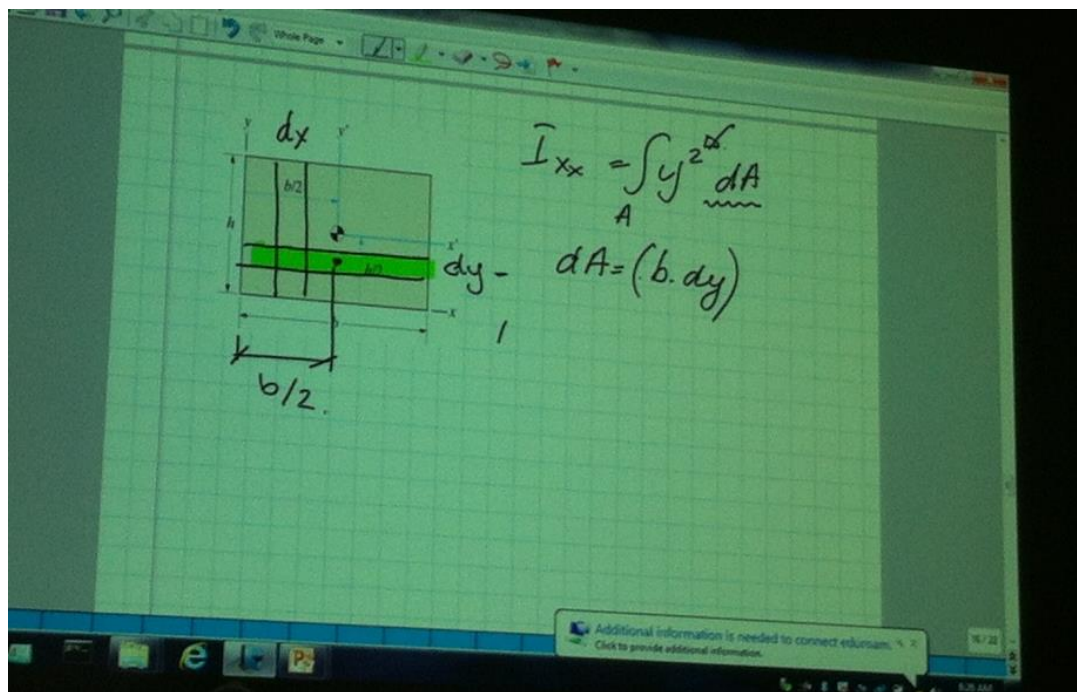 Whole Page
y
dx
y'
b/2
h
x'
h/2
dy -
x
b
b/2.
I xx = ∫ y² dA
A
dA = (b.dy)
Additional information is needed to connect eduroam.
Click to provide additional information.